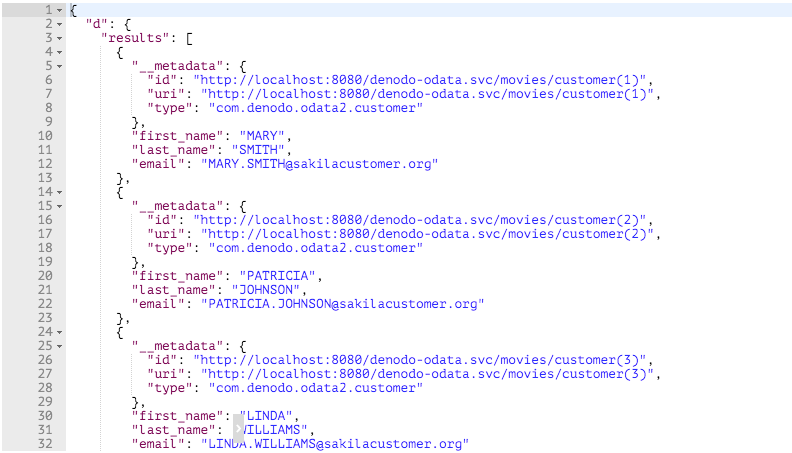 1 {
2 "d": {
3 "results": [
4 {
5 "__metadata": {
6 "id": "http://localhost:8080/denodo-odata.svc/movies/customer(1)",
7 "uri": "http://localhost:8080/denodo-odata.svc/movies/customer(1)",
8 "type": "com.denodo.odata2.customer"
9 },
10 "first_name": "MARY",
11 "last_name": "SMITH",
12 "email": "MARY.SMITH@sakilacustomer.org"
13 },
14 {
15 "__metadata": {
16 "id": "http://localhost:8080/denodo-odata.svc/movies/customer(2)",
17 "uri": "http://localhost:8080/denodo-odata.svc/movies/customer(2)",
18 "type": "com.denodo.odata2.customer"
19 },
20 "first_name": "PATRICIA",
21 "last_name": "JOHNSON",
22 "email": "PATRICIA.JOHNSON@sakilacustomer.org"
23 },
24 {
25 "__metadata": {
26 "id": "http://localhost:8080/denodo-odata.svc/movies/customer(3)",
27 "uri": "http://localhost:8080/denodo-odata.svc/movies/customer(3)",
28 "type": "com.denodo.odata2.customer"
29 },
30 "first_name": "LINDA",
31 "last_name": "WILLIAMS",
32 "email": "LINDA.WILLIAMS@sakilacustomer.org"